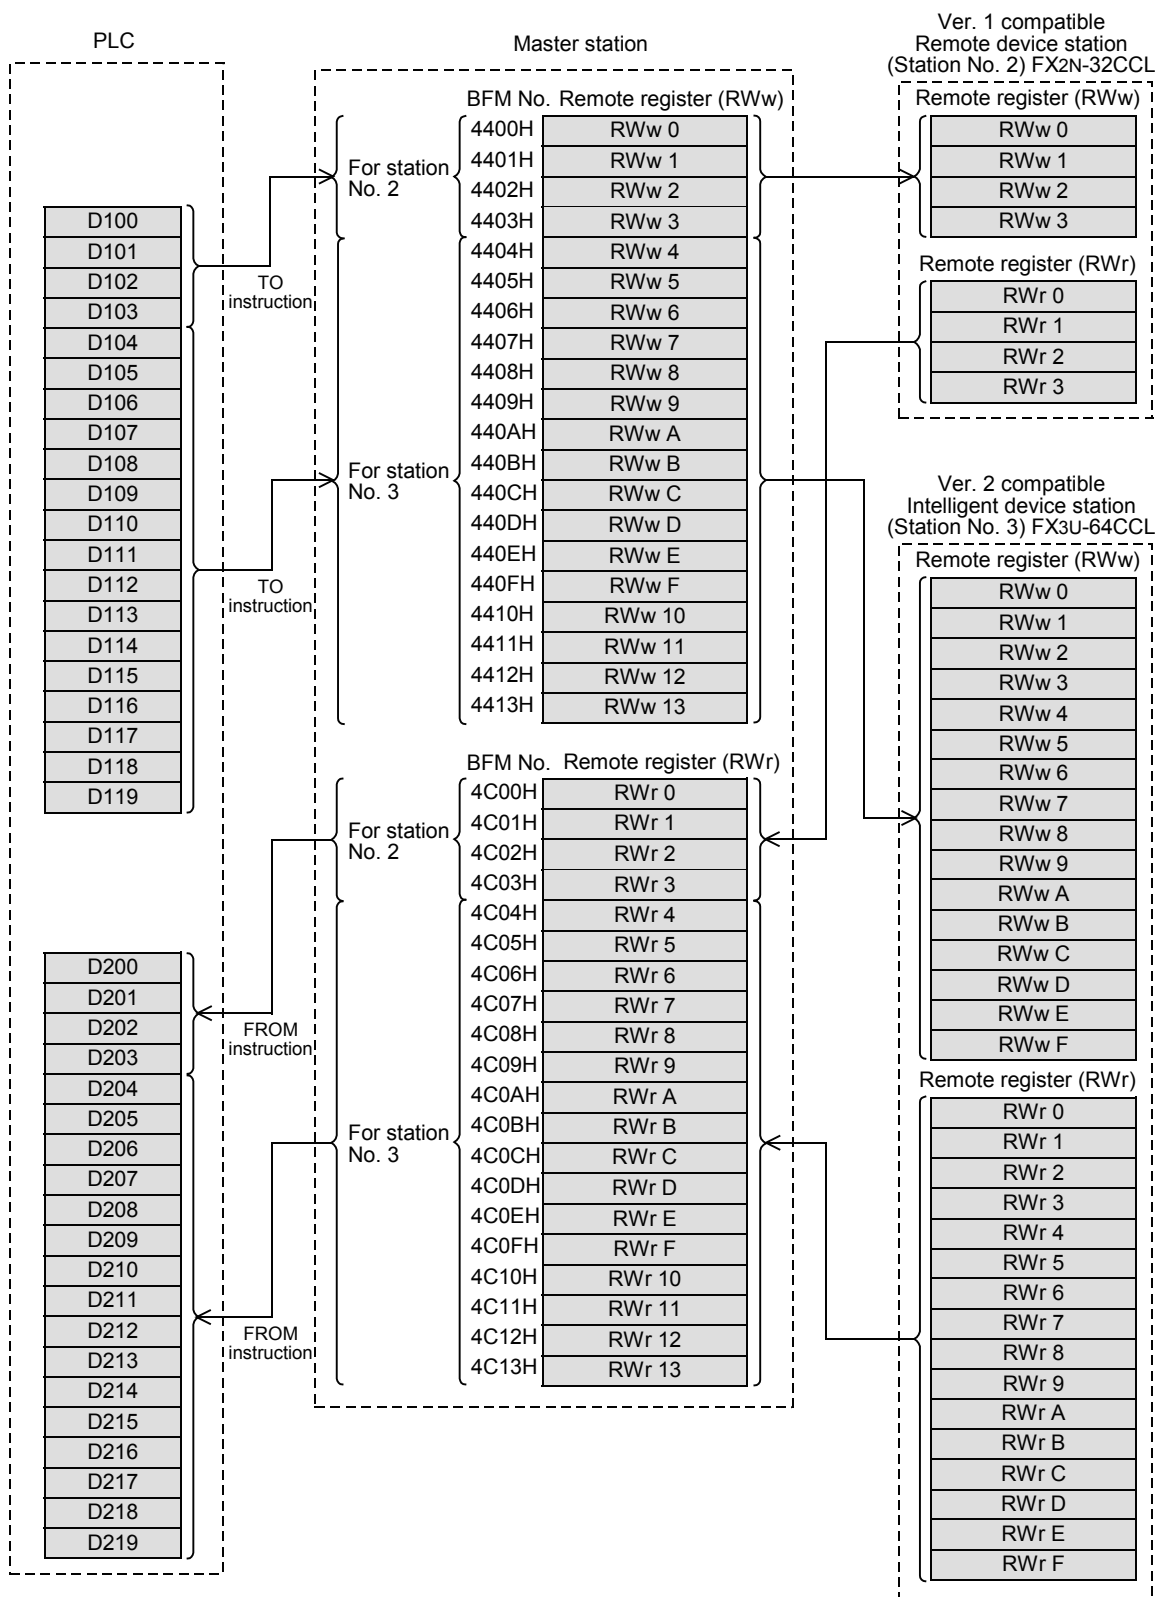 PLC
D100
D101
D102
D103
D104
D105
D106
D107
D108
D109
D110
D111
D112
D113
D114
D115
D116
D117
D118
D119
D200
D201
D202
D203
D204
D205
D206
D207
D208
D209
D210
D211
D212
D213
D214
D215
D216
D217
D218
D219
TO
instruction
TO
instruction
FROM
instruction
FROM
instruction
Master station
BFM No. Remote register (RWw)
For station
No. 2
4400H RWw 0
4401H RWw 1
4402H RWw 2
4403H RWw 3
For station
No. 3
4404H RWw 4
4405H RWw 5
4406H RWw 6
4407H RWw 7
4408H RWw 8
4409H RWw 9
440AH RWw A
440BH RWw B
440CH RWw C
440DH RWw D
440EH RWw E
440FH RWw F
4410H RWw 10
4411H RWw 11
4412H RWw 12
4413H RWw 13
BFM No. Remote register (RWr)
For station
No. 2
4C00H RWr 0
4C01H RWr 1
4C02H RWr 2
4C03H RWr 3
For station
No. 3
4C04H RWr 4
4C05H RWr 5
4C06H RWr 6
4C07H RWr 7
4C08H RWr 8
4C09H RWr 9
4C0AH RWr A
4C0BH RWr B
4C0CH RWr C
4C0DH RWr D
4C0EH RWr E
4C0FH RWr F
4C10H RWr 10
4C11H RWr 11
4C12H RWr 12
4C13H RWr 13
Ver. 1 compatible
Remote device station
(Station No. 2) FX2N-32CCL
Remote register (RWw)
RWw 0
RWw 1
RWw 2
RWw 3
Remote register (RWr)
RWr 0
RWr 1
RWr 2
RWr 3
Ver. 2 compatible
Intelligent device station
(Station No. 3) FX3U-64CCL
Remote register (RWw)
RWw 0
RWw 1
RWw 2
RWw 3
RWw 4
RWw 5
RWw 6
RWw 7
RWw 8
RWw 9
RWw A
RWw B
RWw C
RWw D
RWw E
RWw F
Remote register (RWr)
RWr 0
RWr 1
RWr 2
RWr 3
RWr 4
RWr 5
RWr 6
RWr 7
RWr 8
RWr 9
RWr A
RWr B
RWr C
RWr D
RWr E
RWr F